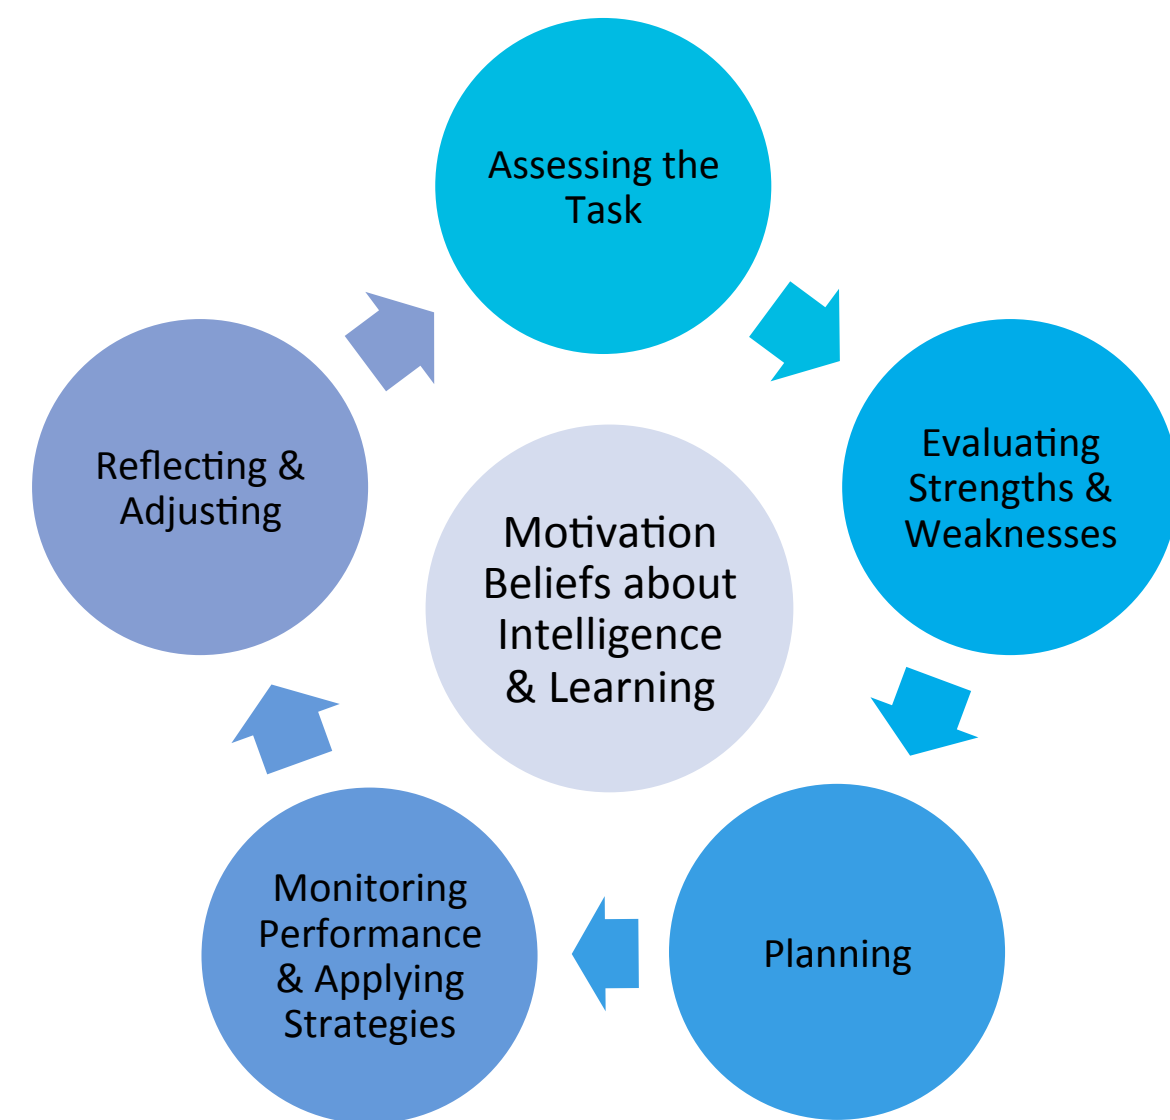 Assessing the
Task
Evaluating
Strengths &
Weaknesses
Planning
Monitoring
Performance
& Applying
Strategies
Reflecting &
Adjusting
Motivation
Beliefs about
Intelligence
& Learning